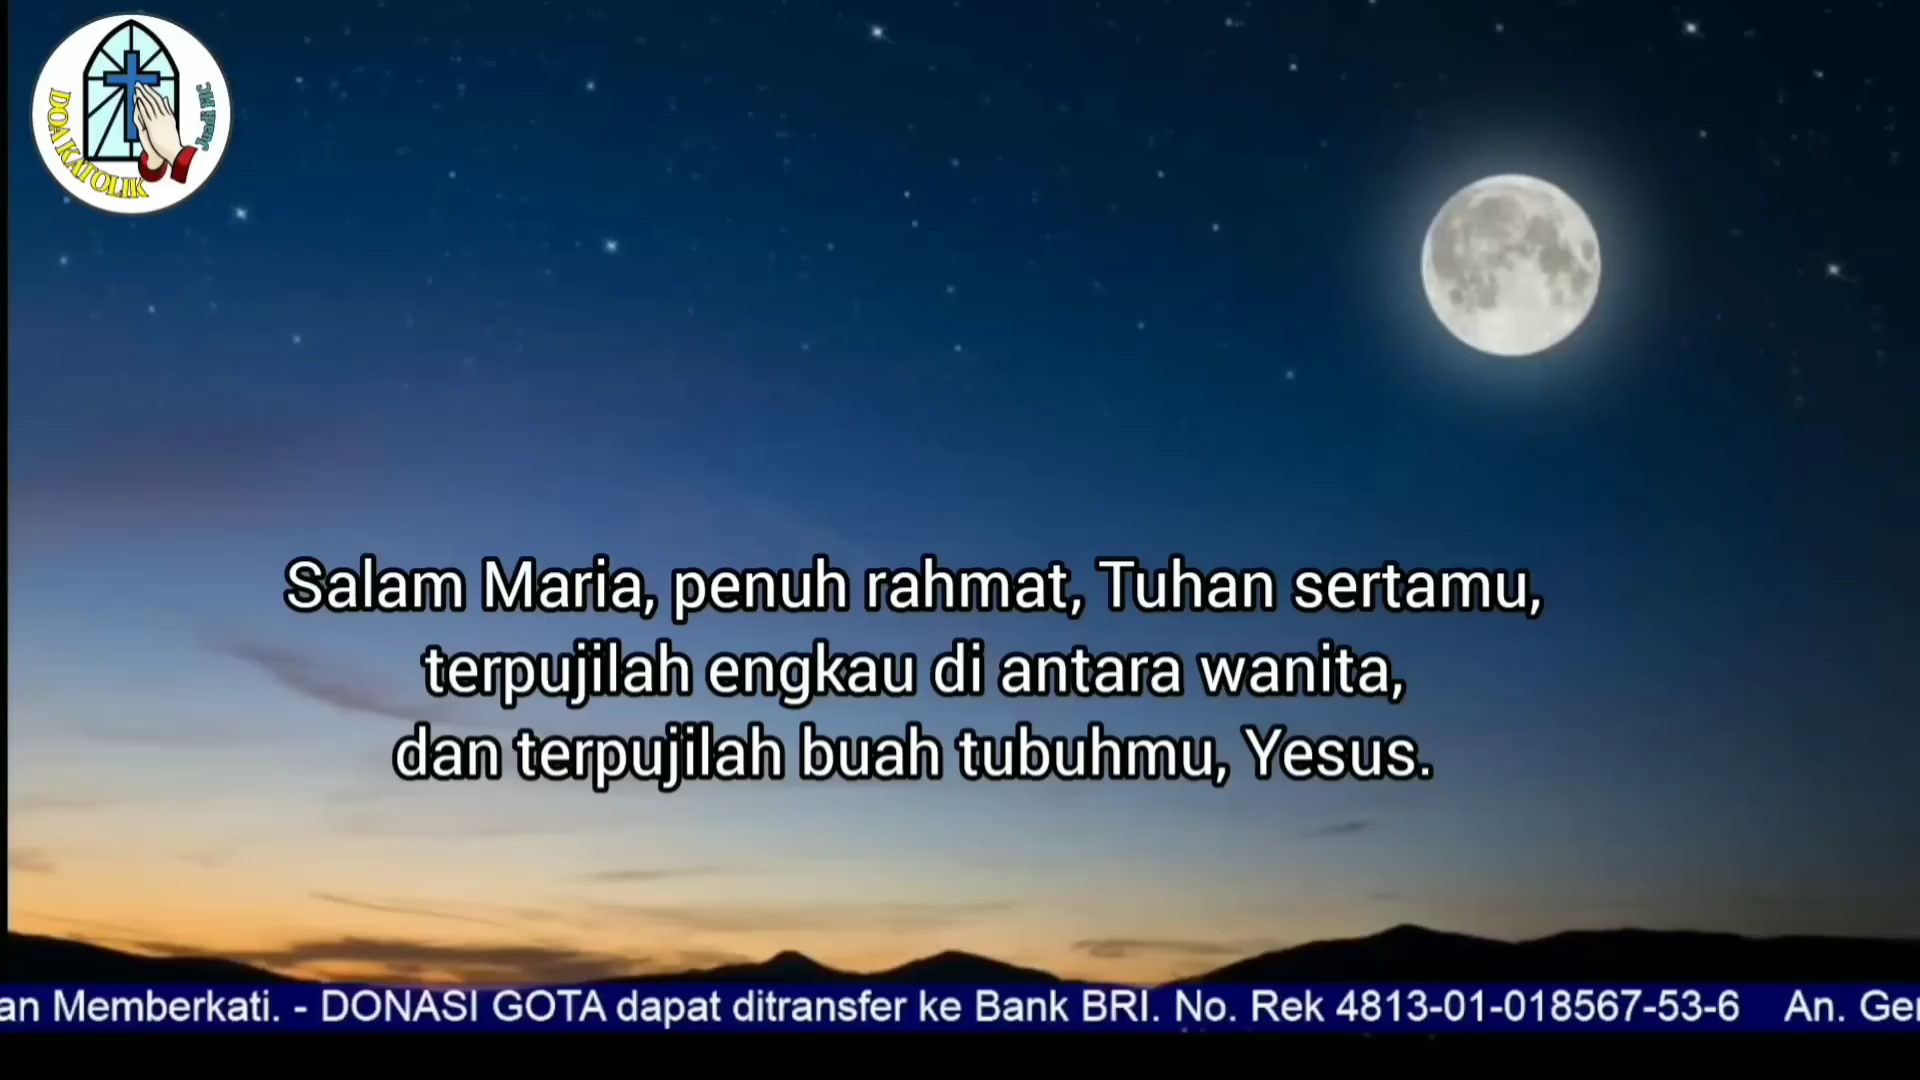 DOA KATOLIK
Salam Maria, penuh rahmat, Tuhan sertamu,
terpujilah engkau di antara wanita,
dan terpujilah buah tubuhmu, Yesus.
an Memberkati. - DONASI GOTA dapat ditransfer ke Bank BRI. No. Rek 4813-01-018567-53-6 An. Ger